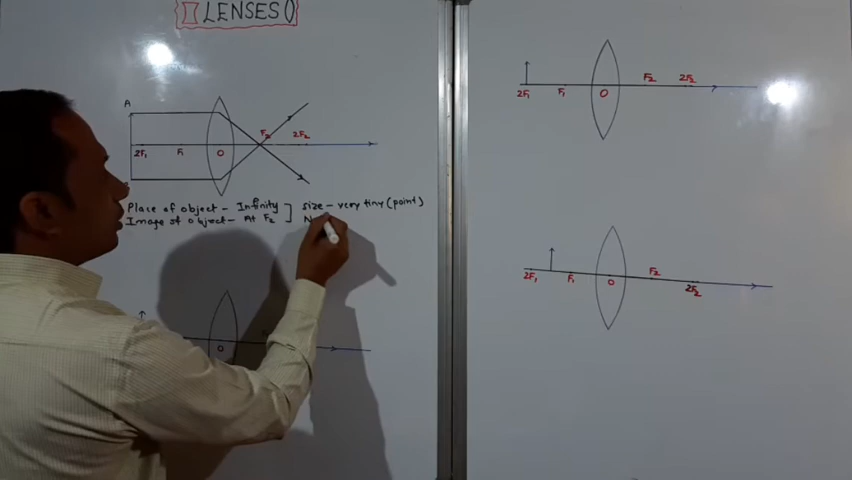 LENSES
A
2F₁ F₁ O F₂ 2F₂
Place of object - Infinity ] size - very tiny (point)
Image of object - At F₂ ] N
O
2F₁ F₁ O F₂ 2F₂
2F₁ F₁ O F₂ 2F₂